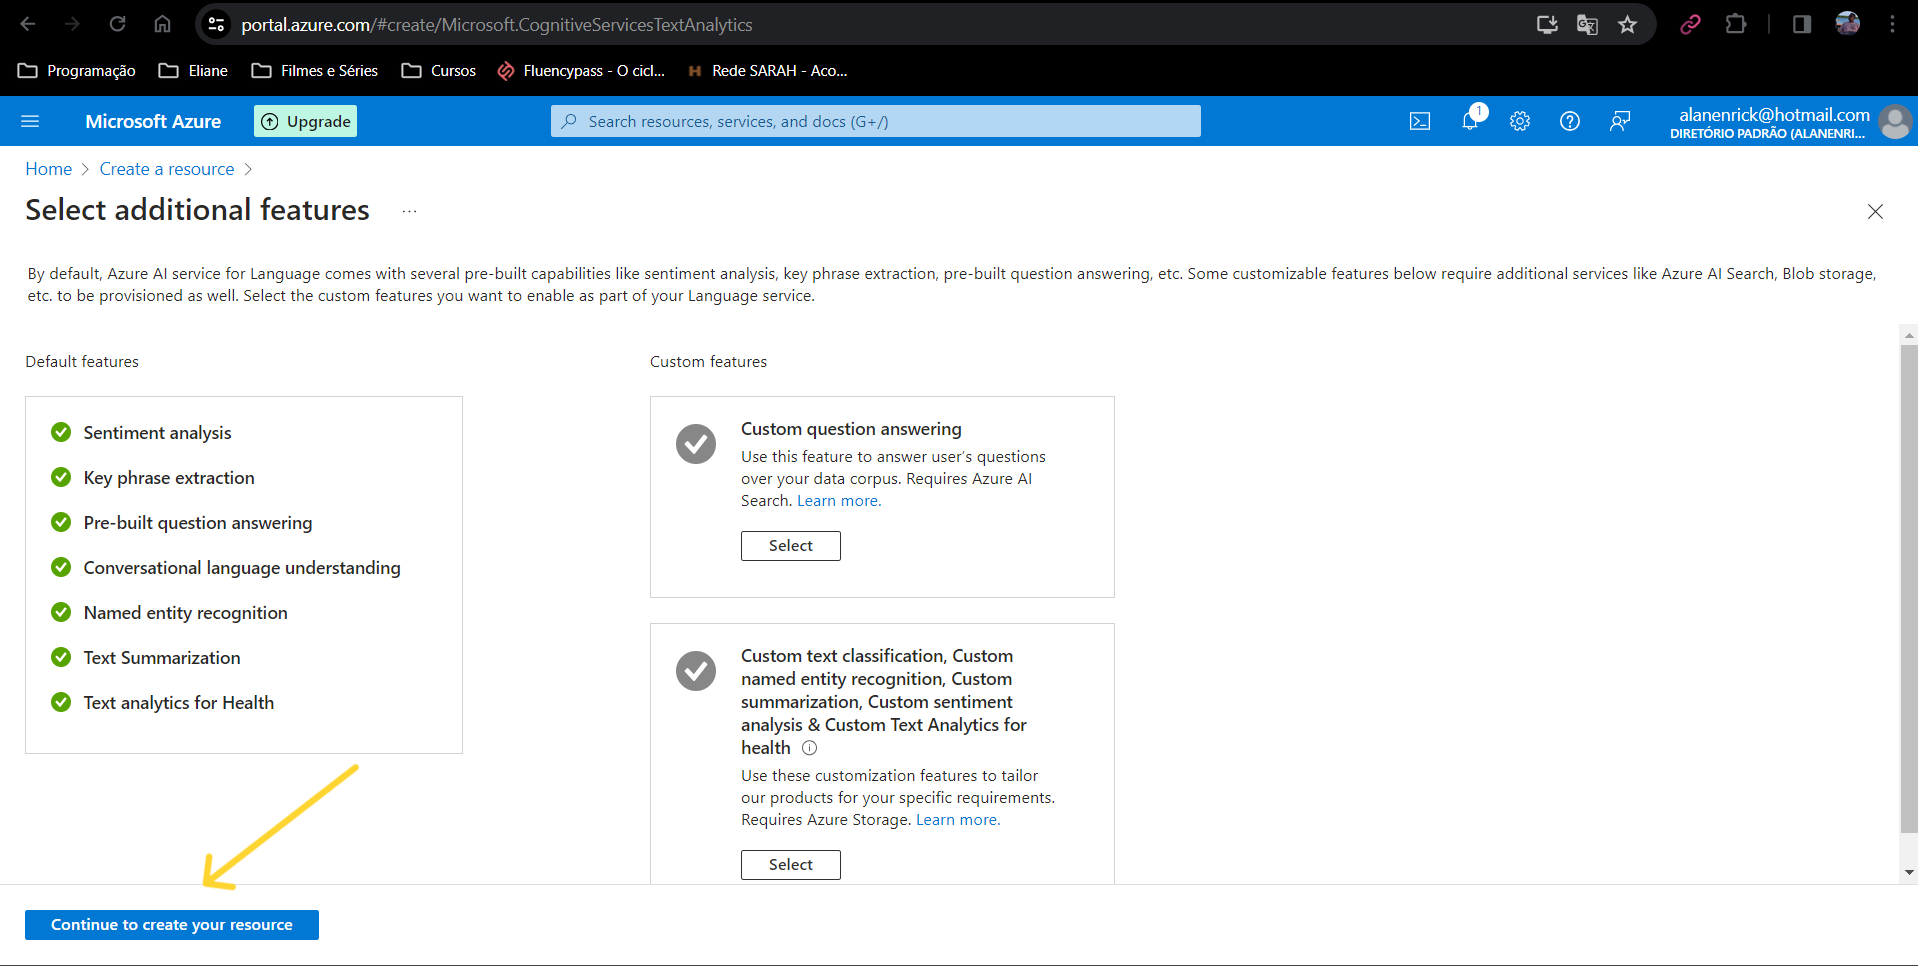 portal.azure.com/#create/Microsoft.CognitiveServicesTextAnalytics
Programação Eliane Filmes e Séries Cursos Fluencypass - O cicl... H Rede SARAH - Aco...
Microsoft Azure Upgrade Search resources, services, and docs (G+/) 1 alanenrick@hotmail.com
DIRETÓRIO PADRÃO (ALANENRI...
Home > Create a resource >
Select additional features ...
By default, Azure AI service for Language comes with several pre-built capabilities like sentiment analysis, key phrase extraction, pre-built question answering, etc. Some customizable features below require additional services like Azure AI Search, Blob storage,
etc. to be provisioned as well. Select the custom features you want to enable as part of your Language service.
Default features
Sentiment analysis
Key phrase extraction
Pre-built question answering
Conversational language understanding
Named entity recognition
Text Summarization
Text analytics for Health
Custom features
Custom question answering
Use this feature to answer user's questions
over your data corpus. Requires Azure AI
Search. Learn more.
Select
Custom text classification, Custom
named entity recognition, Custom
summarization, Custom sentiment
analysis & Custom Text Analytics for
health
Use these customization features to tailor
our products for your specific requirements.
Requires Azure Storage. Learn more.
Select
Continue to create your resource